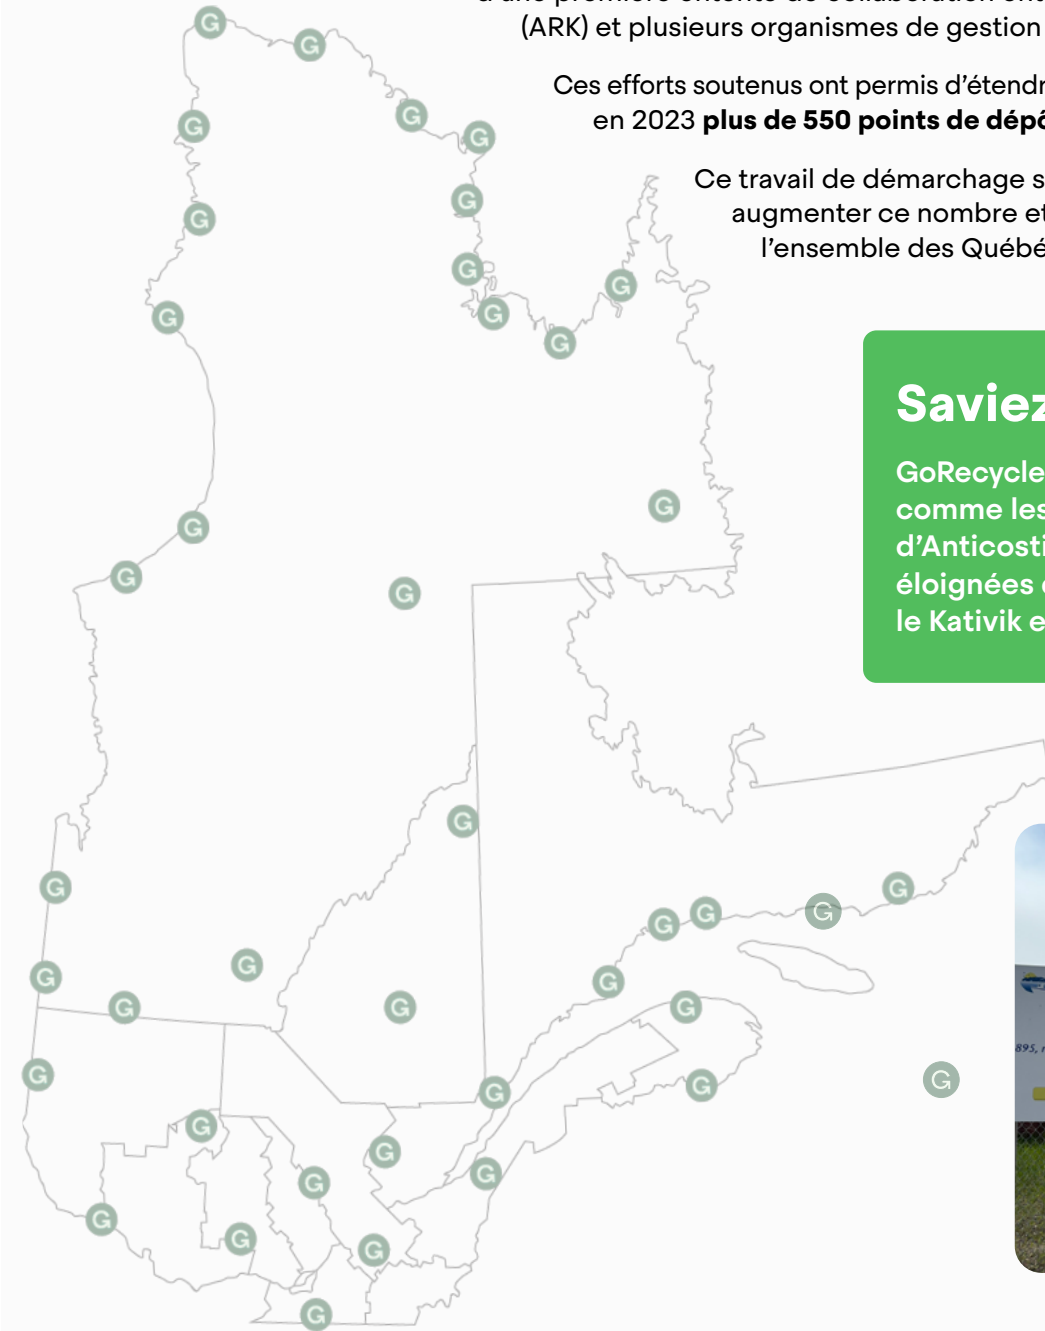 (ARK) et plusieurs organismes de gestion
Ces efforts soutenus ont permis d'étendr
en 2023 plus de 550 points de dépô
Ce travail de démarchage s
augmenter ce nombre et
l'ensemble des Québé
Saviez
GoRecycle
comme les
d'Anticosti
éloignées
le Kativik e
895, r